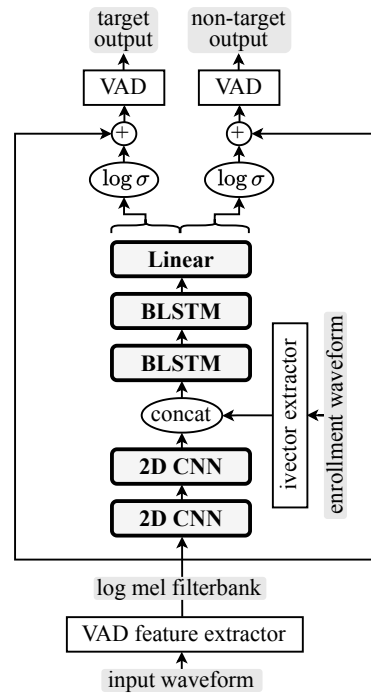 target
output
non-target
output
VAD
VAD
+
+
log σ
log σ
Linear
BLSTM
BLSTM
concat
ivector extractor
enrollment waveform
2D CNN
2D CNN
log mel filterbank
VAD feature extractor
input waveform